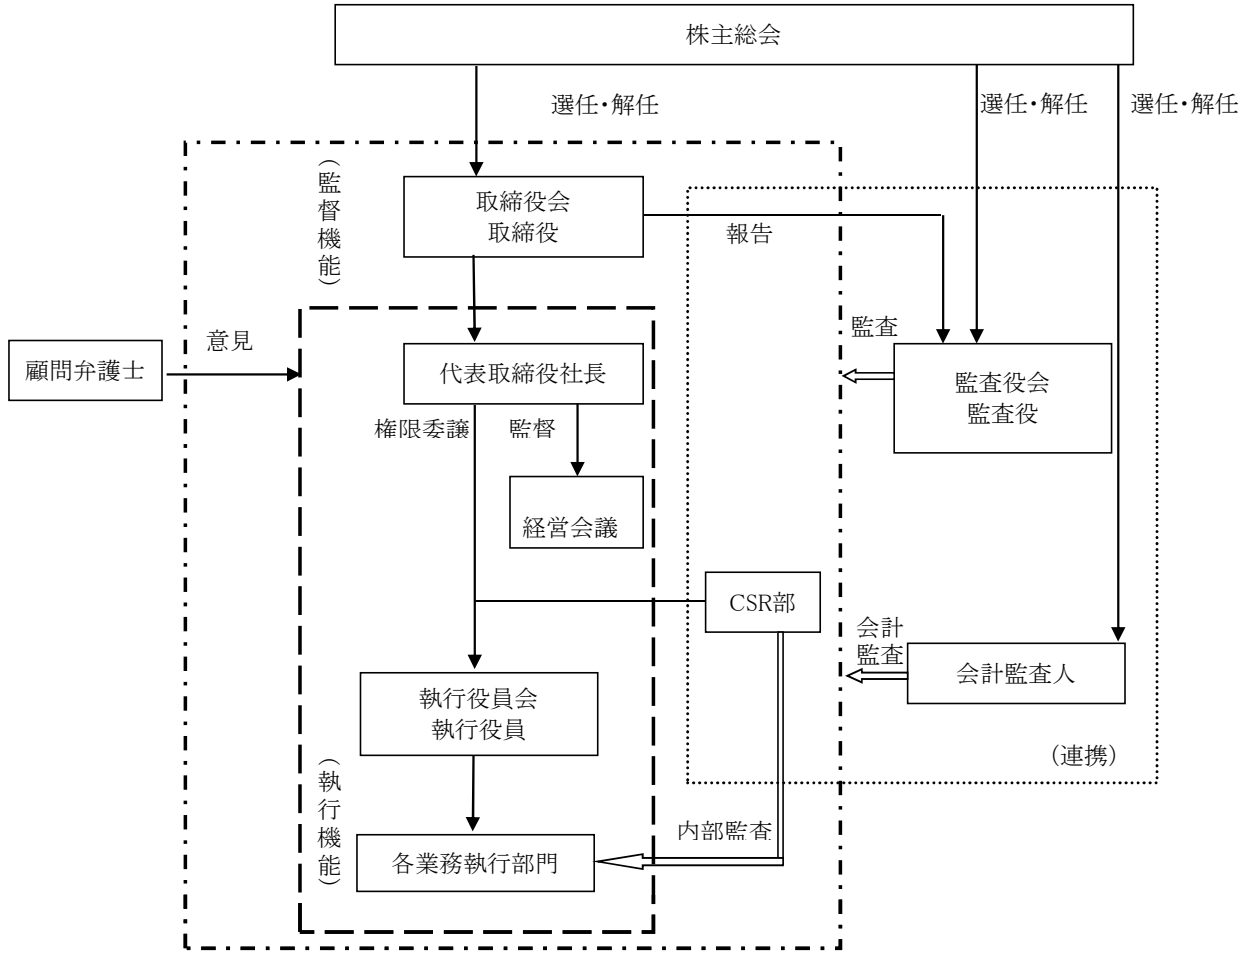 株主総会
選任・解任
選任・解任
選任・解任
（監督機能）
取締役会
取締役
報告
顧問弁護士
意見
代表取締役社長
監査
監査役会
監査役
権限委譲
監督
経営会議
CSR部
会計
監査
会計監査人
執行役員会
執行役員
（連携）
（執行機能）
内部監査
各業務執行部門